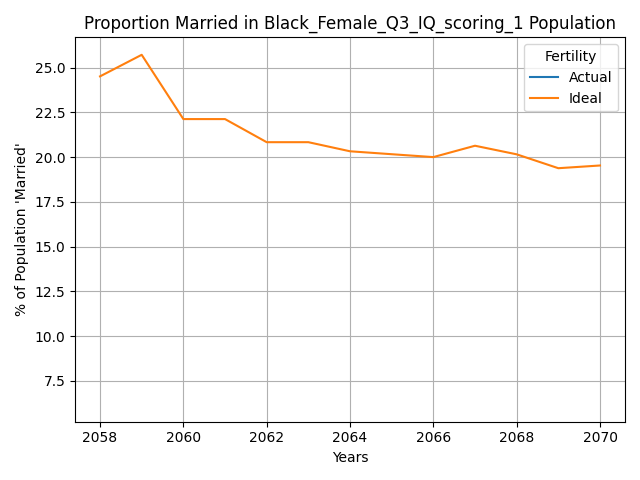 Proportion Married in Black_Female_Q3_IQ_scoring_1 Population
Fertility
Actual
Ideal
% of Population 'Married'
25.0
22.5
20.0
17.5
15.0
12.5
10.0
7.5
2058 2060 2062 2064 2066 2068 2070
Years